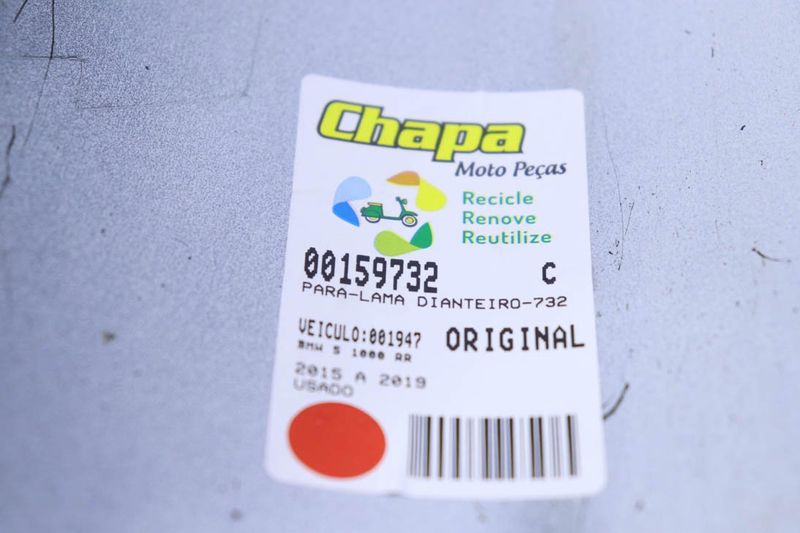 Chapa
Moto Peças
Recicle
Renove
Reutilize
00159732 C
PARA-LAMA DIANTEIRO-732
VEICULO:001947 ORIGINAL
BMW S 1000 RR
2015 A 2019
USADO